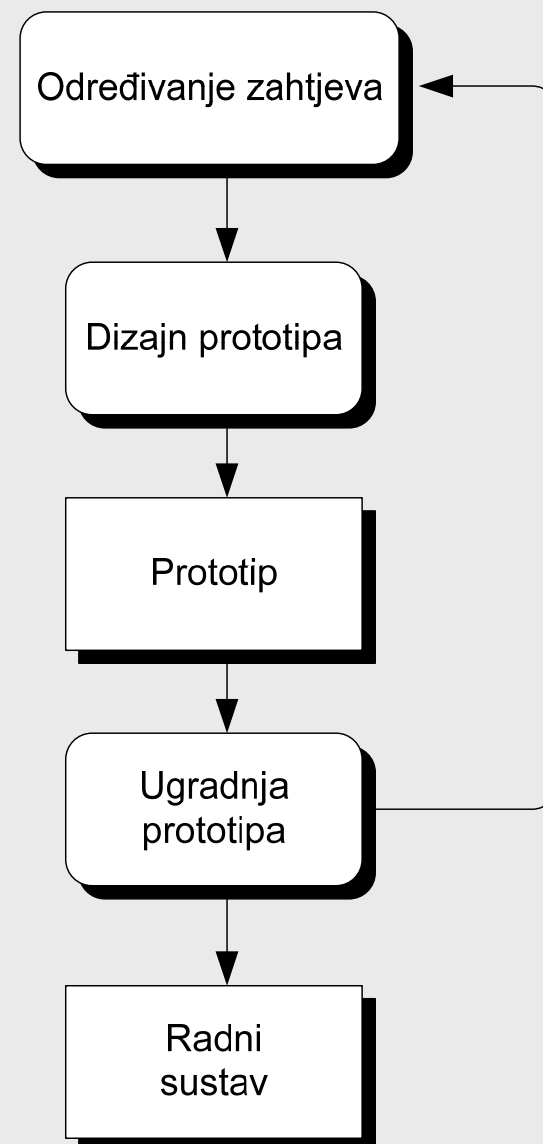 Određivanje zahtjeva
Dizajn prototipa
Prototip
Ugradnja
prototipa
Radni
sustav